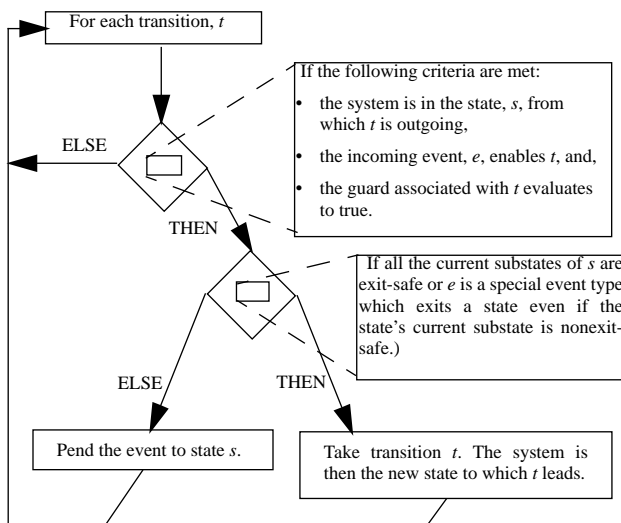 For each transition, t
If the following criteria are met:
• the system is in the state, s, from
which t is outgoing,
• the incoming event, e, enables t, and,
• the guard associated with t evaluates
to true.
ELSE
THEN
If all the current substates of s are
exit-safe or e is a special event type
which exits a state even if the
state's current substate is nonexit-
safe.)
ELSE
THEN
Pend the event to state s.
Take transition t. The system is
then the new state to which t leads.